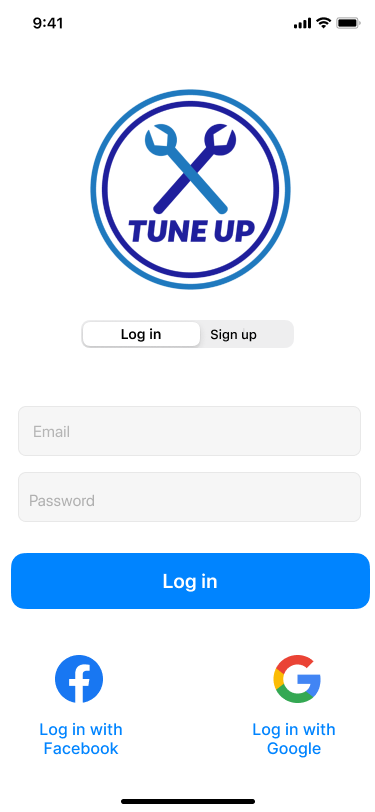 9:41
TUNE UP
Log in
Sign up
Email
Password
Log in
Log in with
Facebook
Log in with
Google